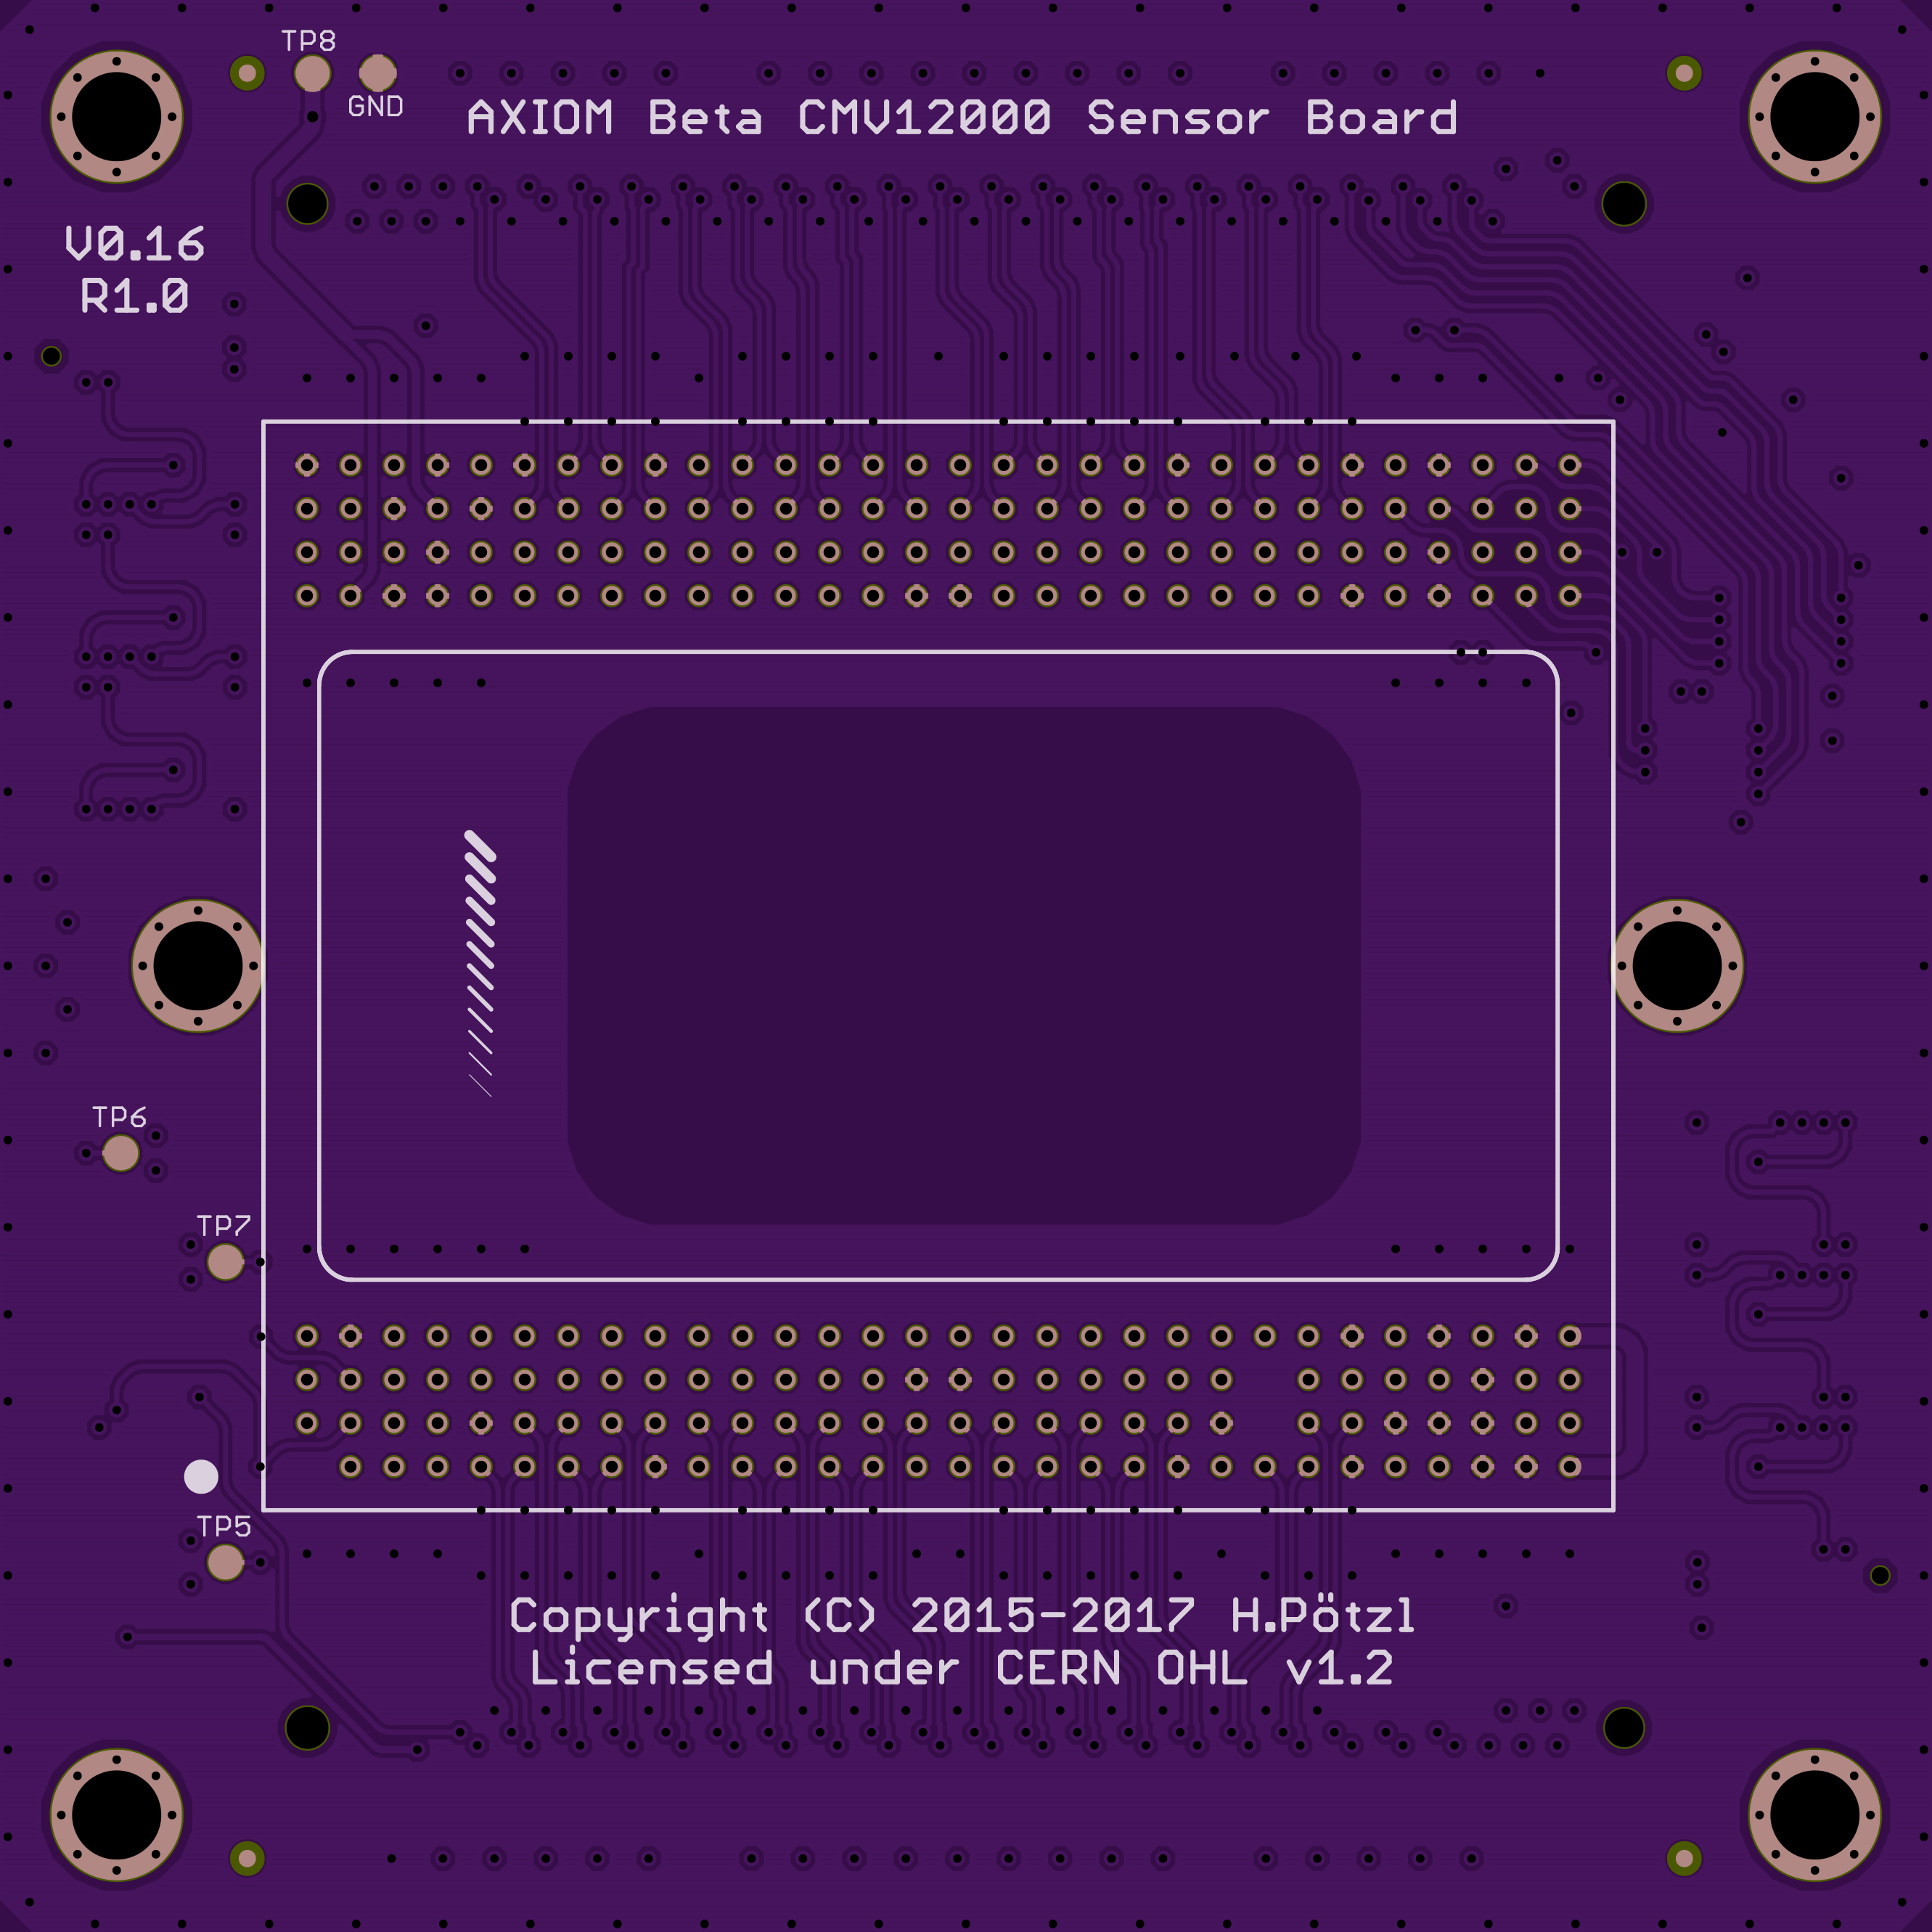 TP8
GND
AXIOM Beta CMV12000 Sensor Board
V0.16
R1.0
TP6
TP7
TP5
Copyright (C) 2015-2017 H.Pötzl
Licensed under CERN OHL v1.2